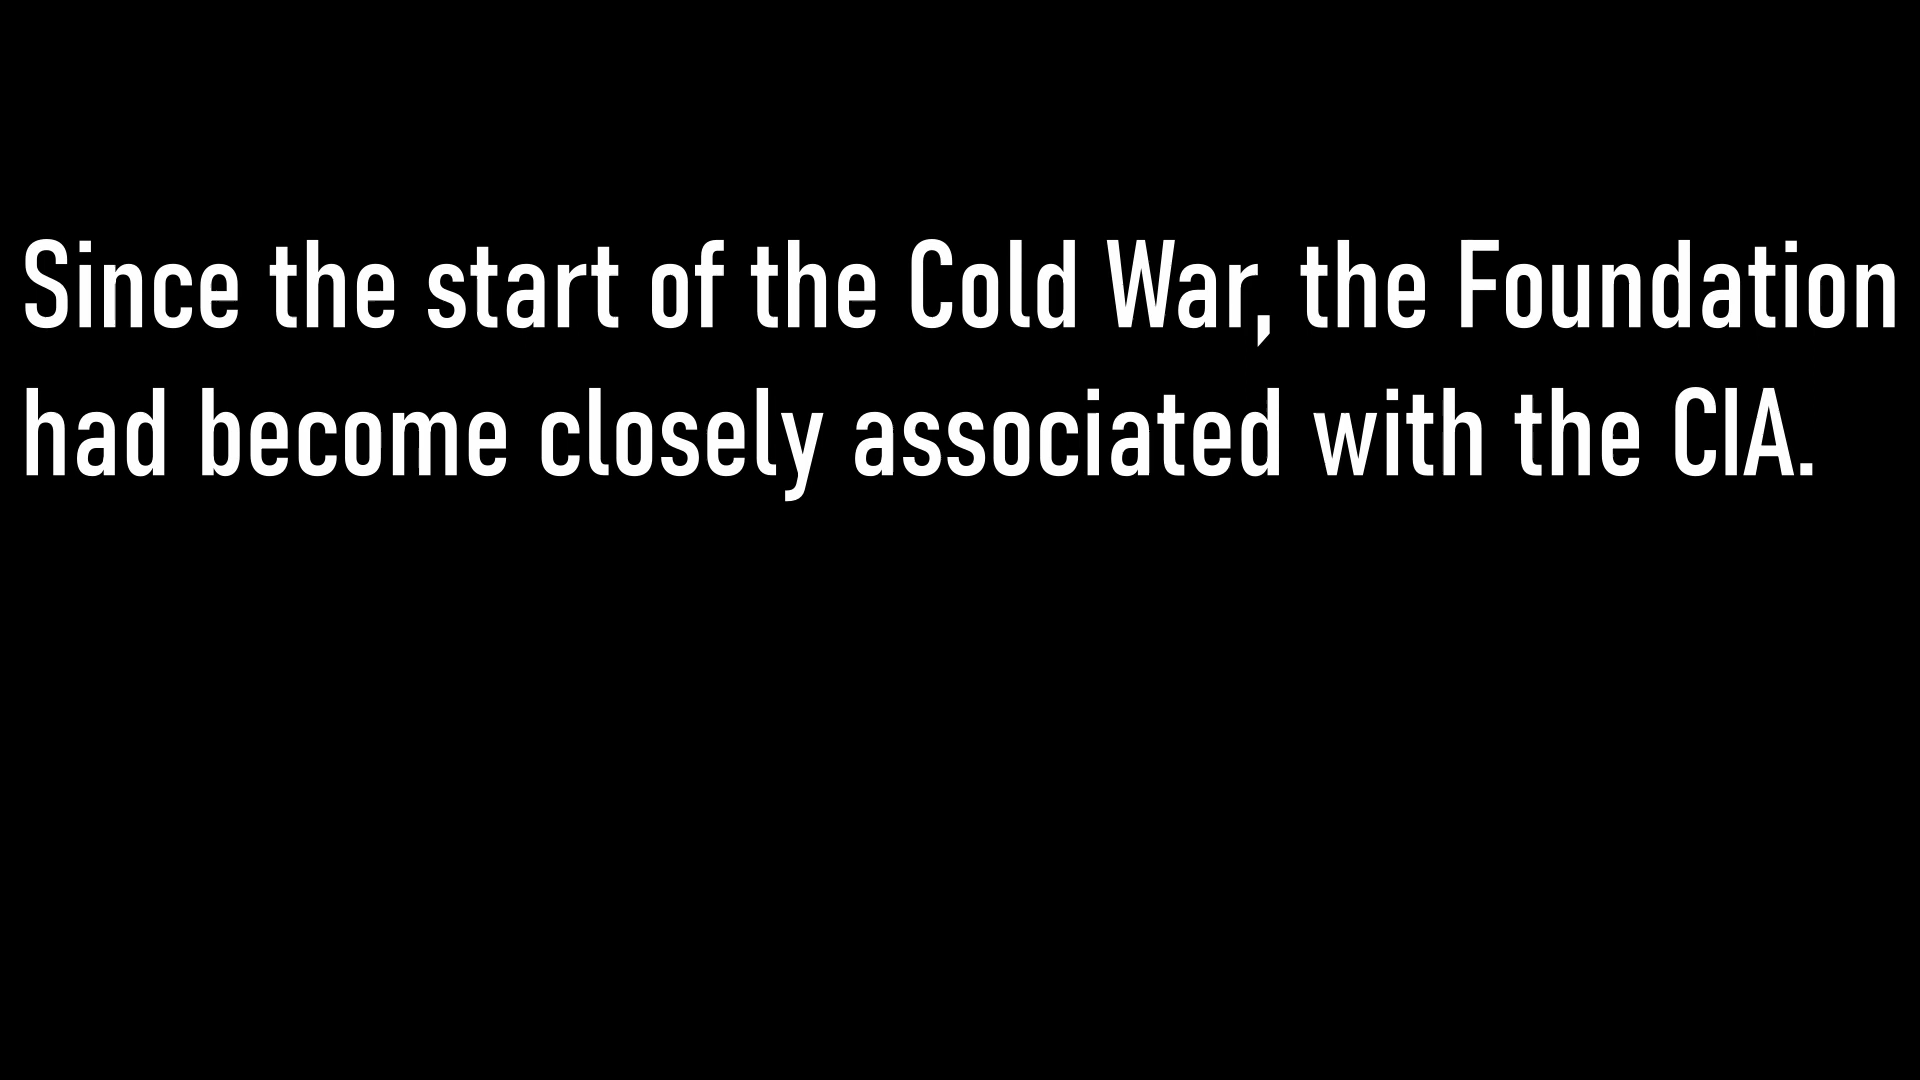 Since the start of the Cold War, the Foundation
had become closely associated with the CIA.